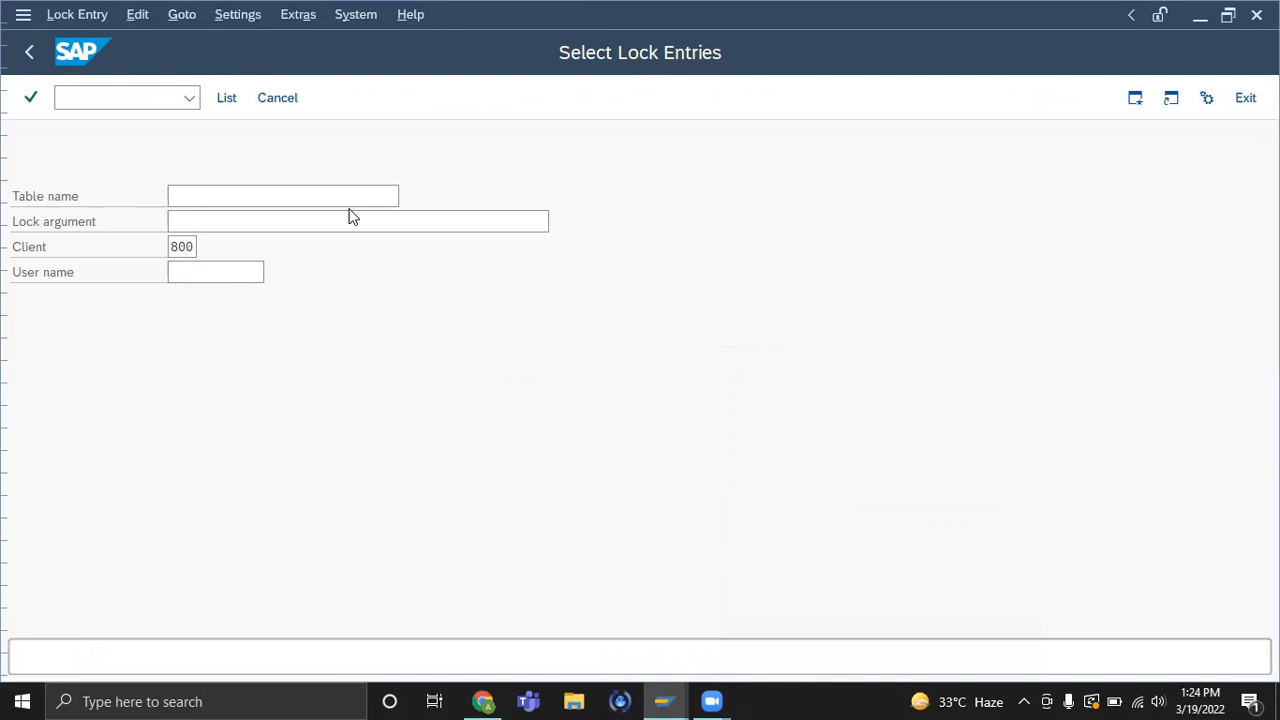 Lock Entry Edit Goto Settings Extras System Help
SAP Select Lock Entries
List Cancel Exit
Table name
Lock argument
Client 800
User name
Type here to search 33°C Haze 1:24 PM
3/19/2022 1